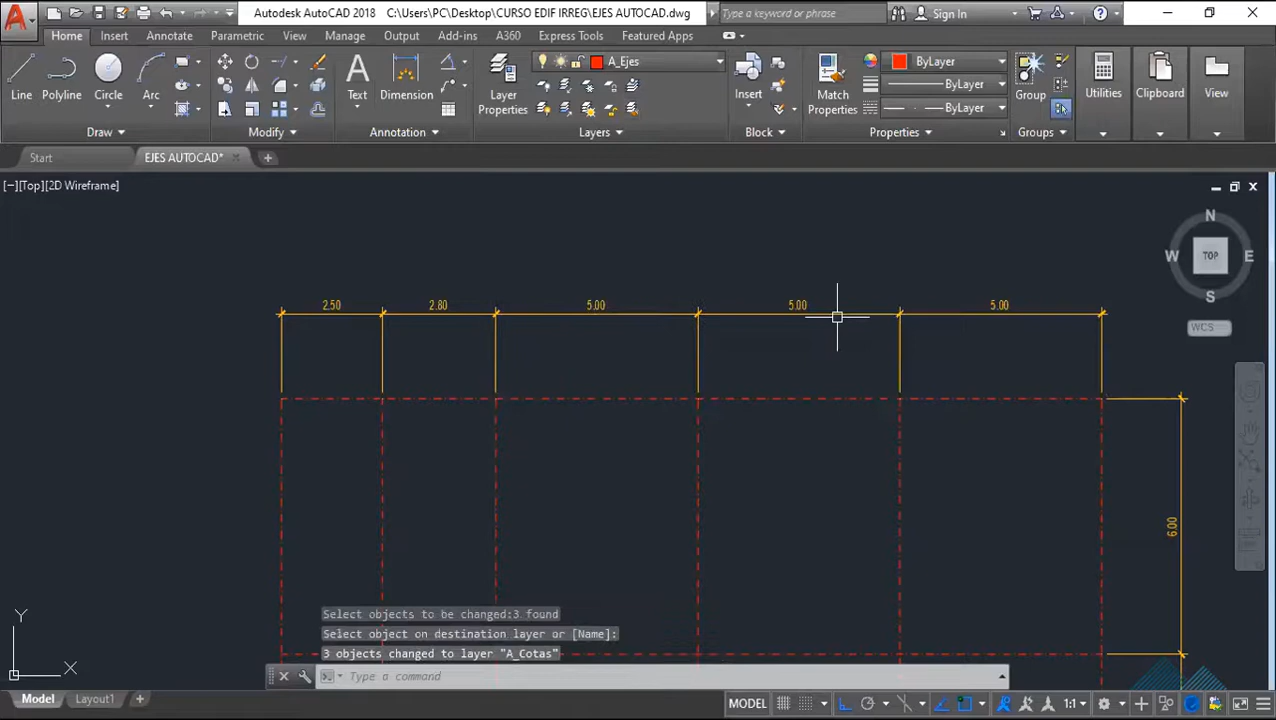 Autodesk AutoCAD 2018 C:\Users\PC\Desktop\CURSO EDIF IRREG\EJES AUTOCAD.dwg
Type a keyword or phrase
Sign In
Home Insert Annotate Parametric View Manage Output Add-ins A360 Express Tools Featured Apps
A_Ejes
ByLayer
ByLayer
ByLayer
Line Polyline Circle Arc
Text Dimension
Layer Properties
Insert
Match Properties
Group
Utilities Clipboard View
Draw Modify Annotation Layers Block Properties Groups
Start EJES AUTOCAD*
[−][Top][2D Wireframe]
N
W TOP E
S
WCS
2.50 2.80 5.00 5.00 5.00
6.00
Y
X
Select objects to be changed:3 found
Select object on destination layer or [Name]:
3 objects changed to layer "A_Cotas"
Type a command
Model Layout1
MODEL 1:1